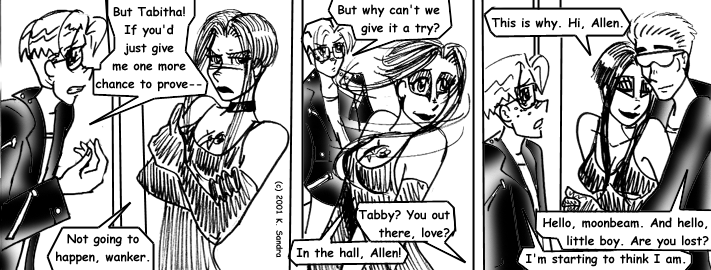 But Tabitha!
If you'd
just give
me one more
chance to prove--
Not going to
happen, wanker.
(c) 2001 K. Sandra
But why can't we
give it a try?
Tabby? You out
there, love?
In the hall, Allen!
This is why. Hi, Allen.
Hello, moonbeam. And hello,
little boy. Are you lost?
I'm starting to think I am.